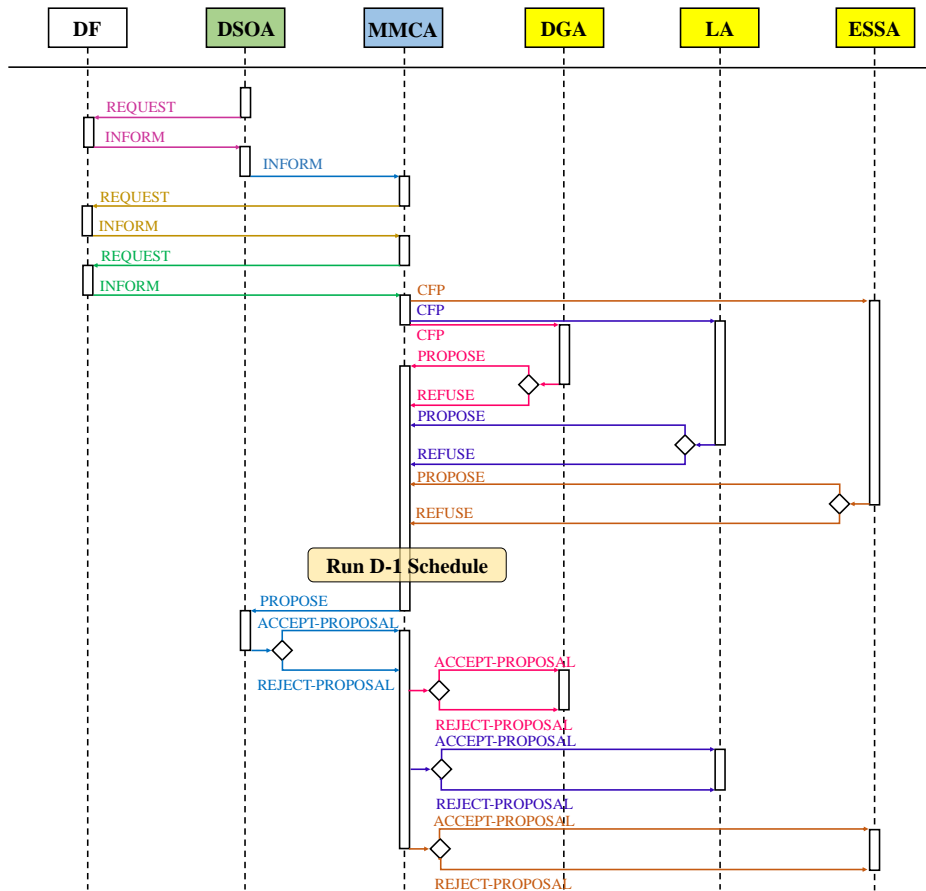 DF
DSOA
MMCA
DGA
LA
ESSA
REQUEST
INFORM
INFORM
REQUEST
INFORM
REQUEST
INFORM
CFP
CFP
CFP
PROPOSE
REFUSE
PROPOSE
REFUSE
PROPOSE
REFUSE
Run D-1 Schedule
PROPOSE
ACCEPT-PROPOSAL
REJECT-PROPOSAL
ACCEPT-PROPOSAL
REJECT-PROPOSAL
ACCEPT-PROPOSAL
REJECT-PROPOSAL
ACCEPT-PROPOSAL
REJECT-PROPOSAL